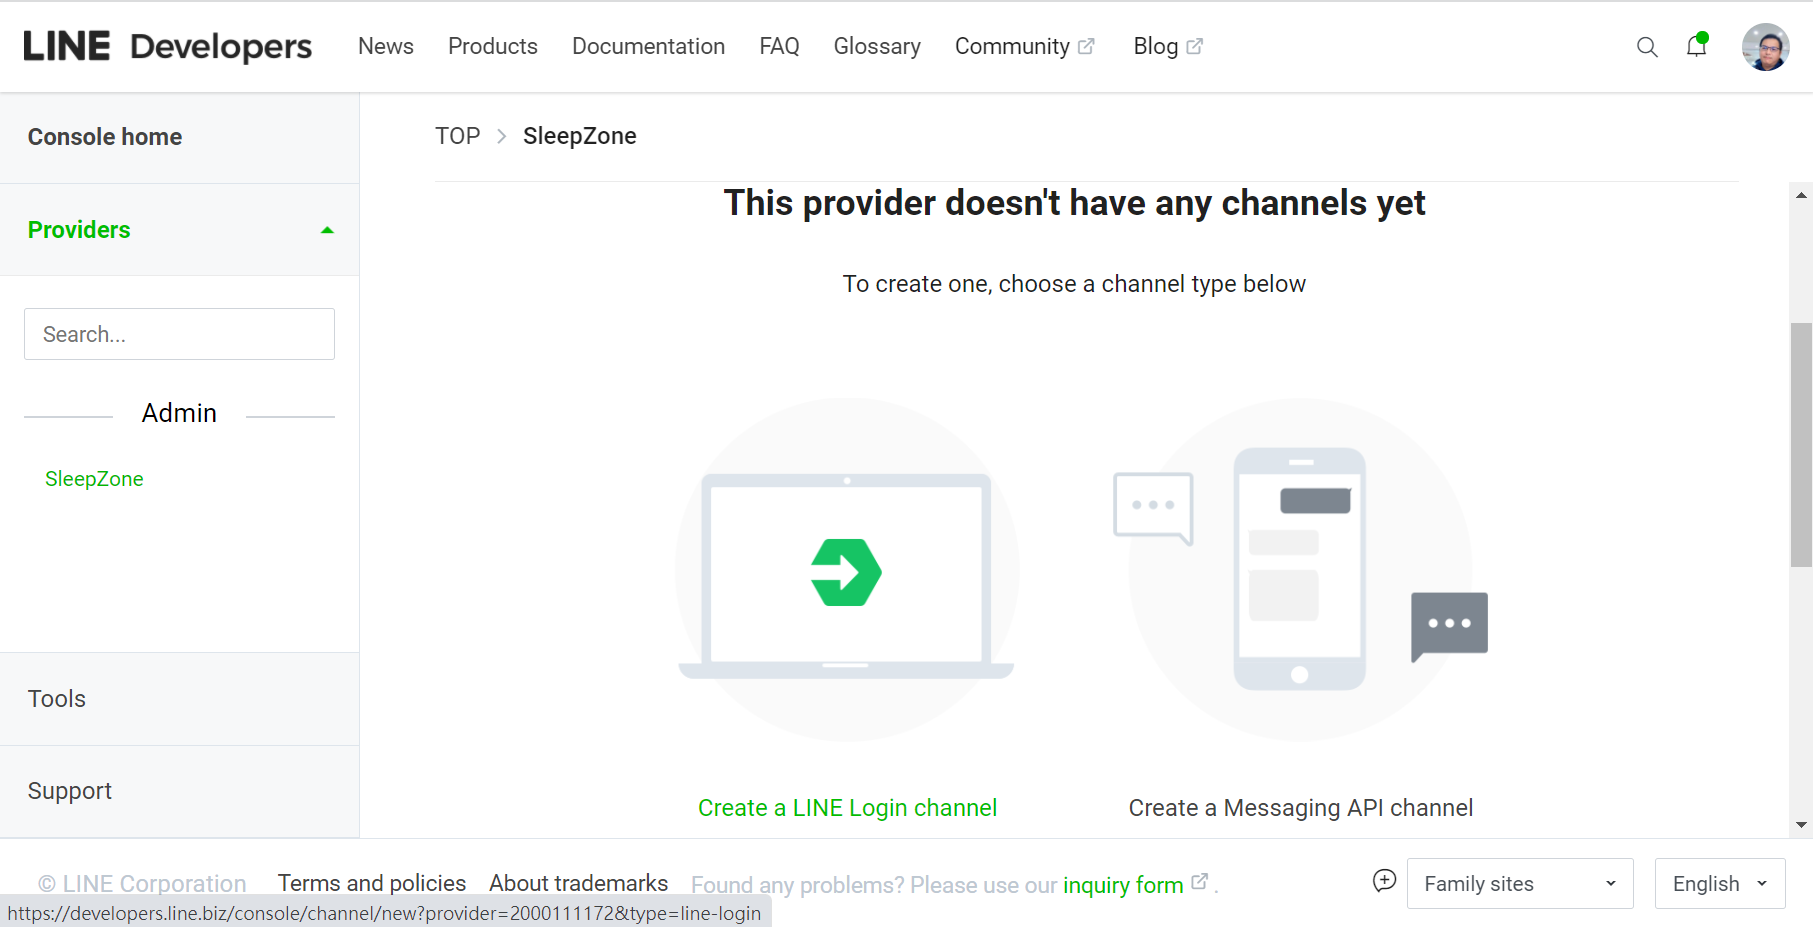 LINE Developers News Products Documentation FAQ Glossary Community Blog
Console home
Providers
Search...
Admin
SleepZone
Tools
Support
TOP > SleepZone
This provider doesn't have any channels yet
To create one, choose a channel type below
Create a LINE Login channel
Create a Messaging API channel
© LINE Corporation Terms and policies About trademarks Found any problems? Please use our inquiry form . Family sites English
https://developers.line.biz/console/channel/new?provider=2000111172&type=line-login